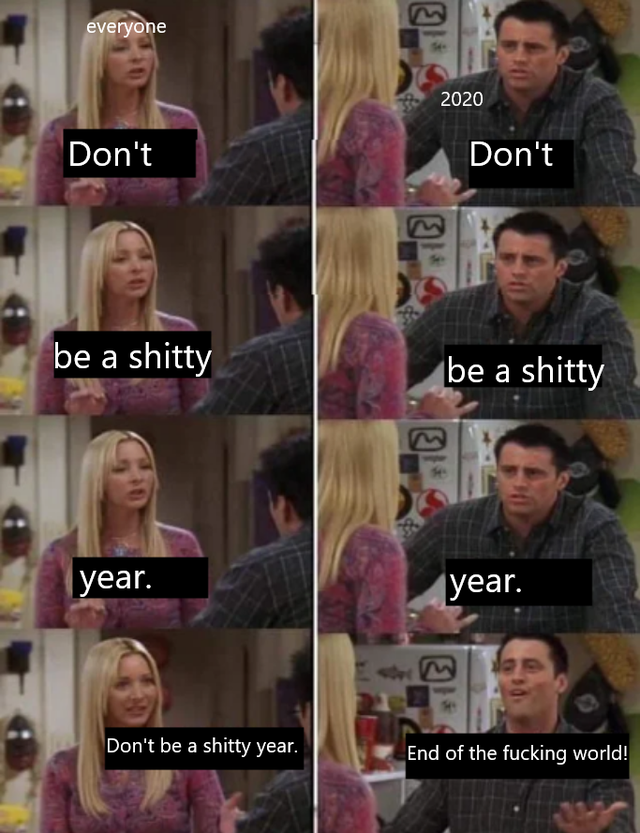 everyone
Don't
2020
Don't
be a shitty
be a shitty
year.
year.
Don't be a shitty year.
End of the fucking world!